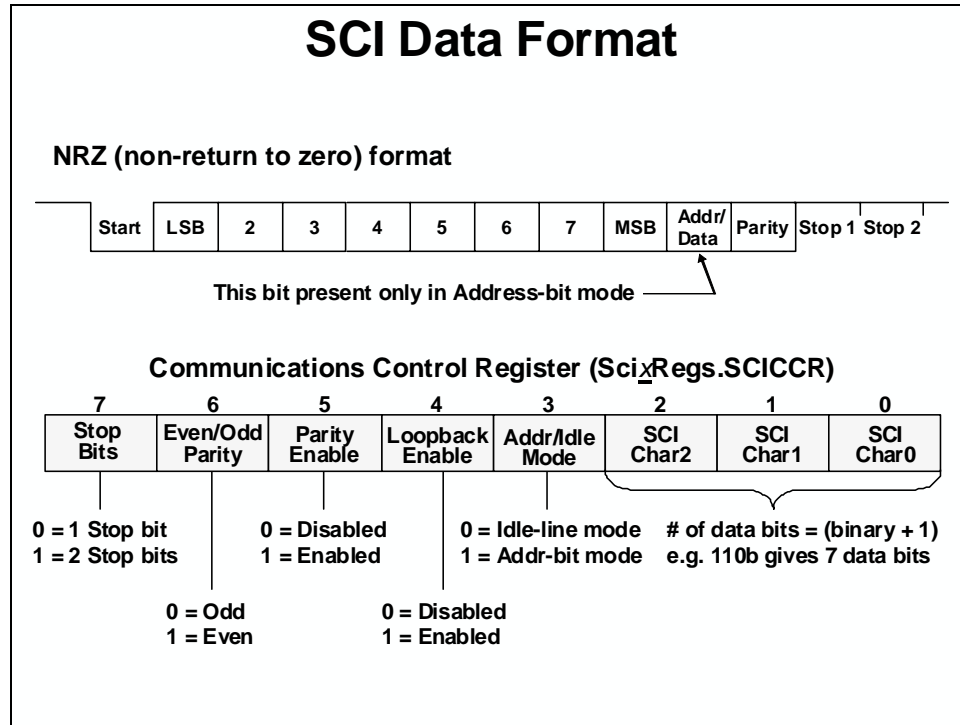 SCI Data Format
NRZ (non-return to zero) format
Start LSB 2 3 4 5 6 7 MSB Addr/ Data Parity Stop 1 Stop 2
This bit present only in Address-bit mode
Communications Control Register (ScixRegs.SCICCR)
7 6 5 4 3 2 1 0
Stop Bits Even/Odd Parity Parity Enable Loopback Enable Addr/Idle Mode SCI Char2 SCI Char1 SCI Char0
0 = 1 Stop bit
1 = 2 Stop bits
0 = Disabled
1 = Enabled
0 = Idle-line mode
1 = Addr-bit mode
# of data bits = (binary + 1)
e.g. 110b gives 7 data bits
0 = Odd
1 = Even
0 = Disabled
1 = Enabled